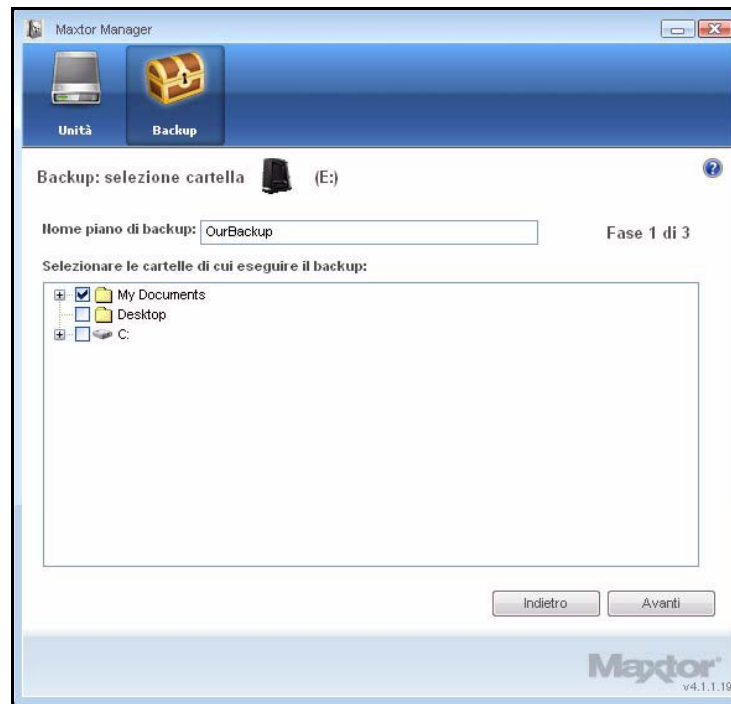 Maxtor Manager
Unità
Backup
Backup: selezione cartella (E:)
Nome piano di backup: OurBackup
Fase 1 di 3
Selezionare le cartelle di cui eseguire il backup:
My Documents
Desktop
C:
Indietro
Avanti
Maxtor
v4.1.1.19